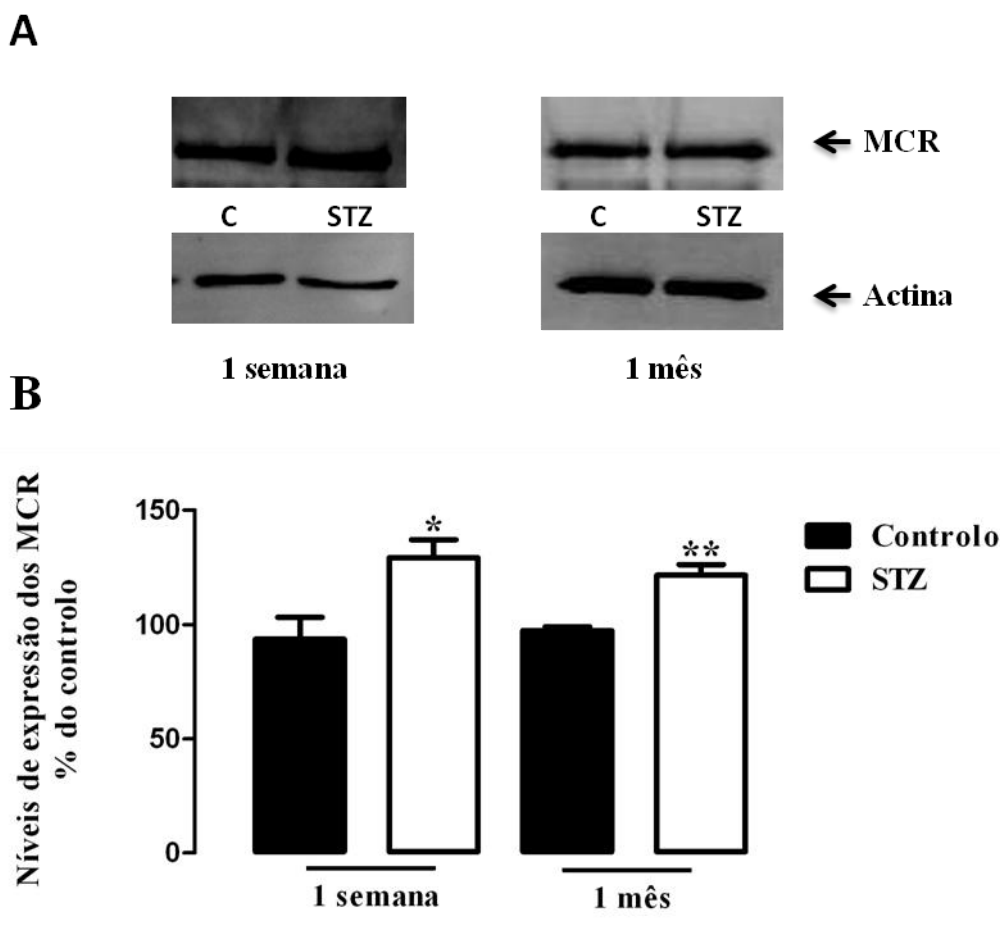 A
MCR
C STZ C STZ
Actina
1 semana 1 mês
B
Níveis de expressão dos MCR
% do controlo
150
100
50
0
*
**
Controlo
STZ
1 semana 1 mês